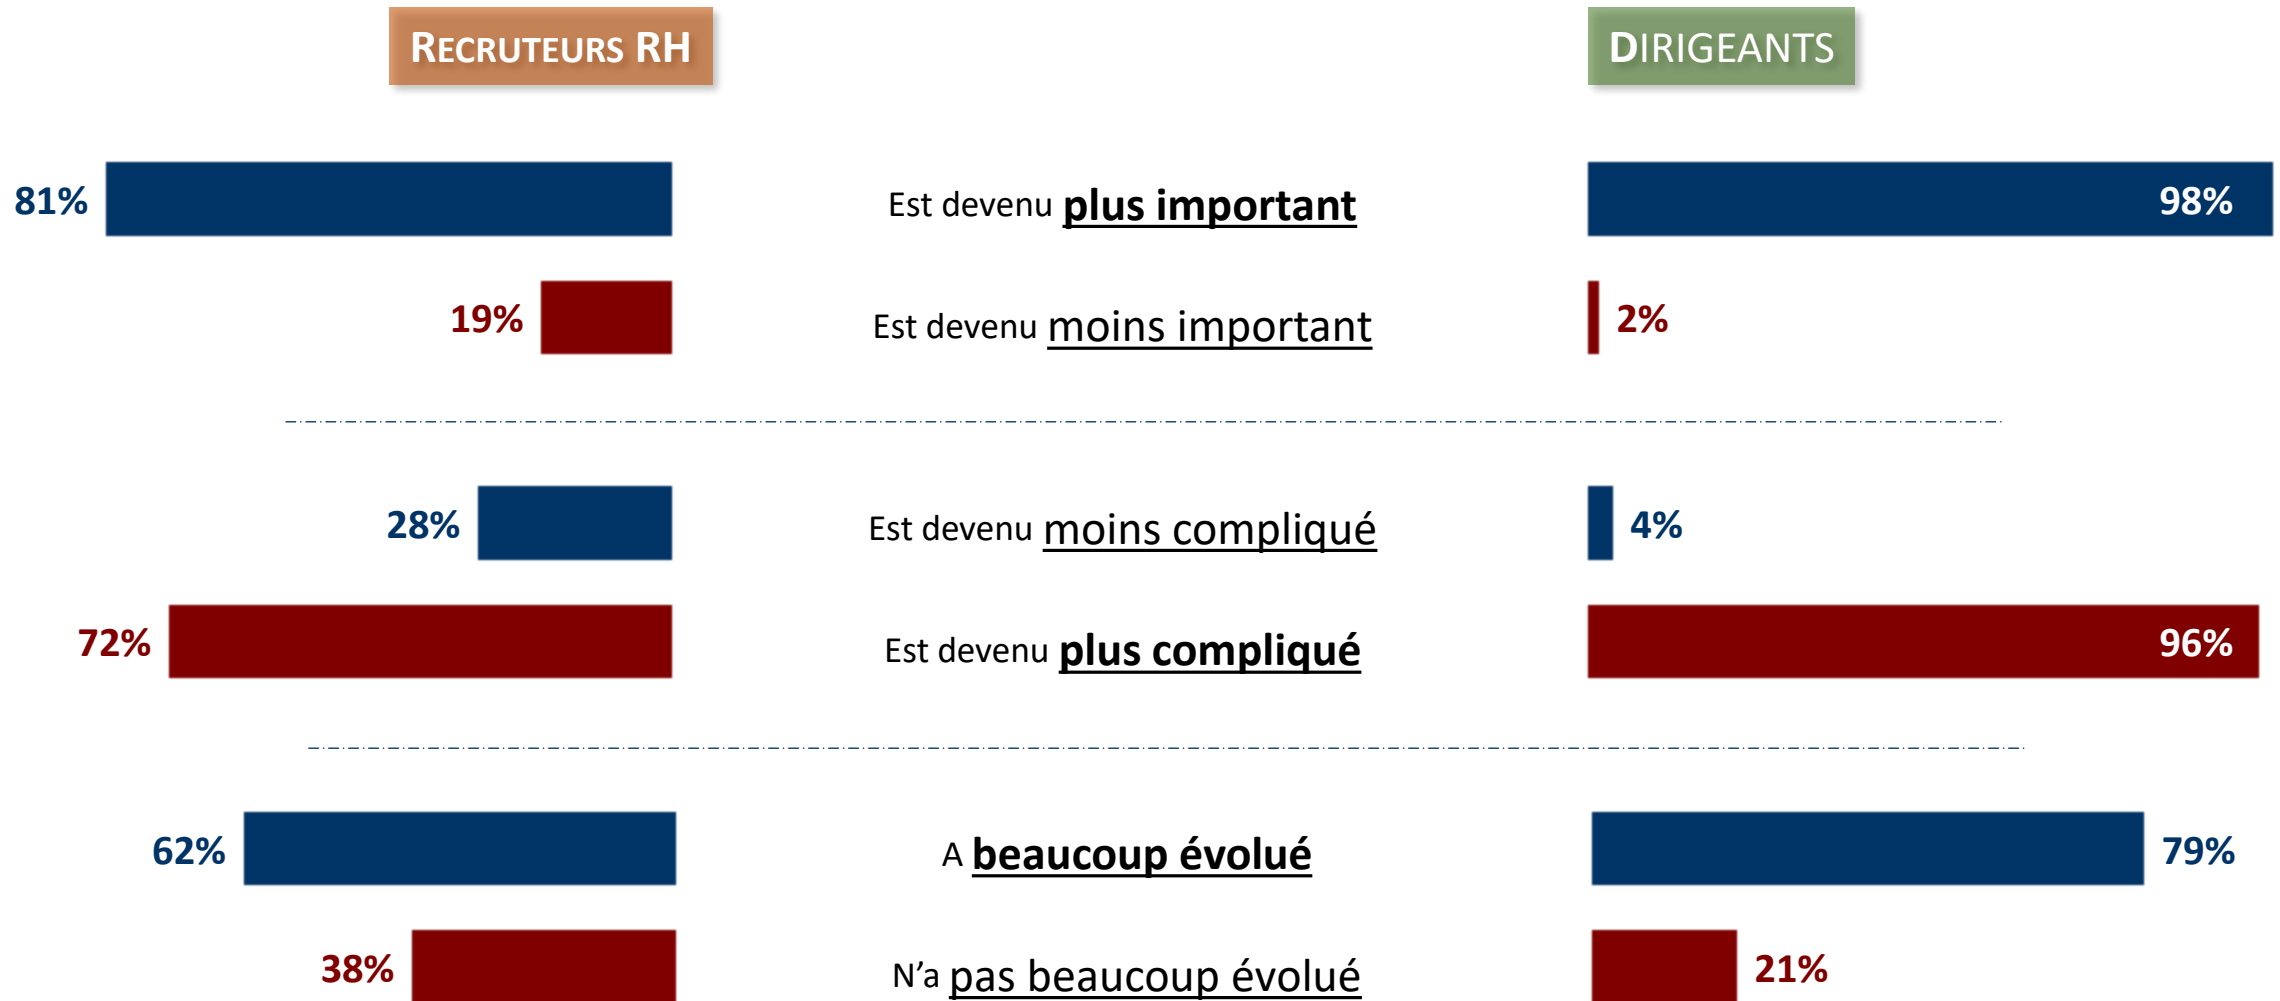 RECRUTEURS RH
DIRIGEANTS
81% Est devenu plus important 98%
19% Est devenu moins important 2%
28% Est devenu moins compliqué 4%
72% Est devenu plus compliqué 96%
62% A beaucoup évolué 79%
38% N’a pas beaucoup évolué 21%